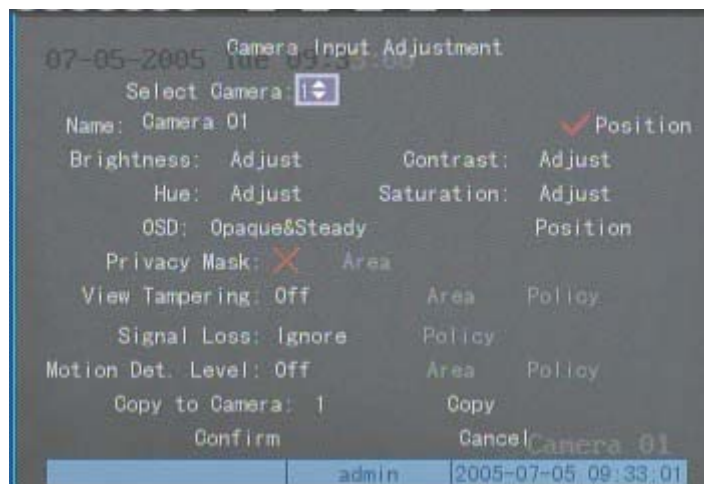 Camera Input Adjustment
07-05-2005 Tue 09:3
Select Camera: 1
Name: Camera 01 Position
Brightness: Adjust Contrast: Adjust
Hue: Adjust Saturation: Adjust
OSD: Opaque&Steady Position
Privacy Mask: Area
View Tampering: Off Area Policy
Signal Loss: Ignore Policy
Motion Det. Level: Off Area Policy
Copy to Camera: 1 Copy
Confirm Cancel
Camera 01
admin 2005-07-05 09:33:01